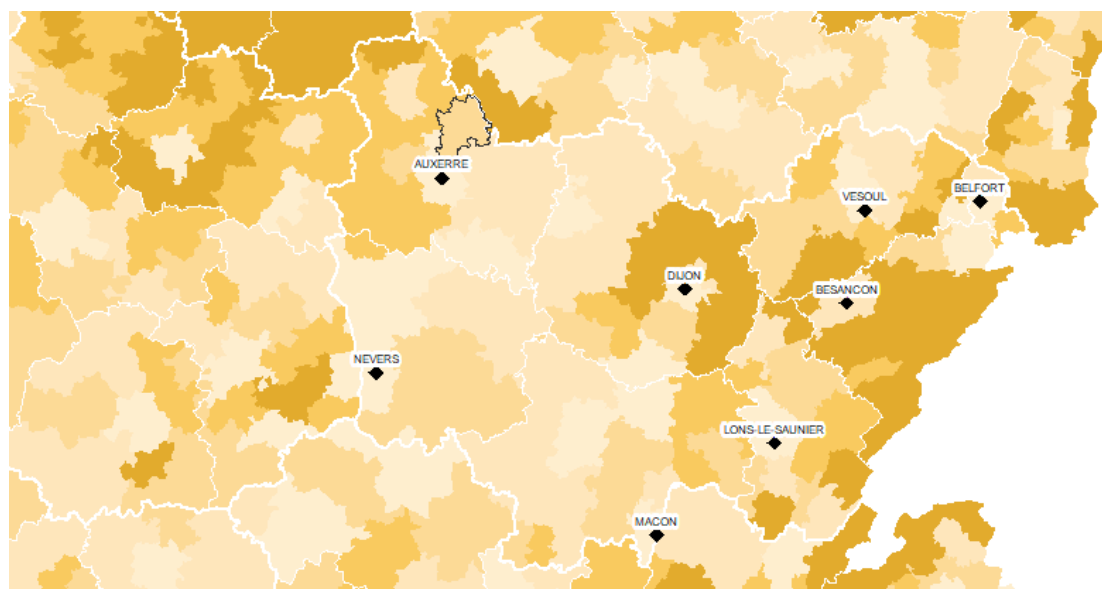 AUXERRE
VESOUL
BELFORT
DIJON
BESANCON
NEVERS
LONS-LE-SAUNIER
MACON